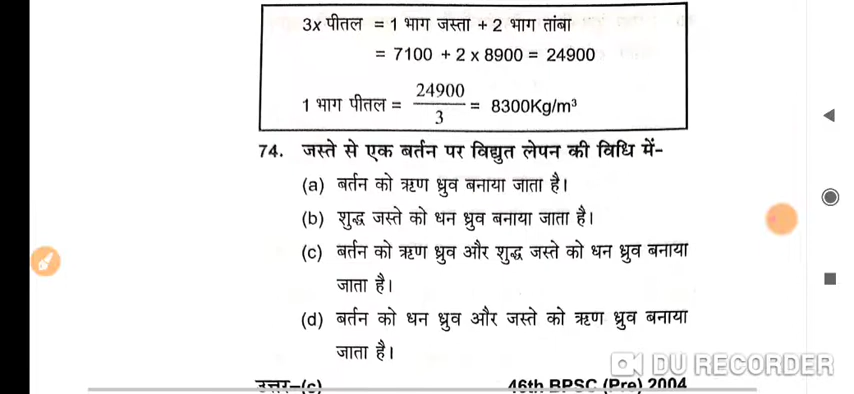 3x पीतल = 1 भाग जस्ता + 2 भाग तांबा
= 7100 + 2 x 8900 = 24900
1 भाग पीतल = 24900/3 = 8300Kg/m³
74. जस्ते से एक बर्तन पर विद्युत लेपन की विधि में-
(a) बर्तन को ऋण ध्रुव बनाया जाता है।
(b) शुद्ध जस्ते को धन ध्रुव बनाया जाता है।
(c) बर्तन को ऋण ध्रुव और शुद्ध जस्ते को धन ध्रुव बनाया
जाता है।
(d) बर्तन को धन ध्रुव और जस्ते को ऋण ध्रुव बनाया
जाता है।
DU RECORDER
उत्तर-(c) 46th BPSC (Pre) 2004